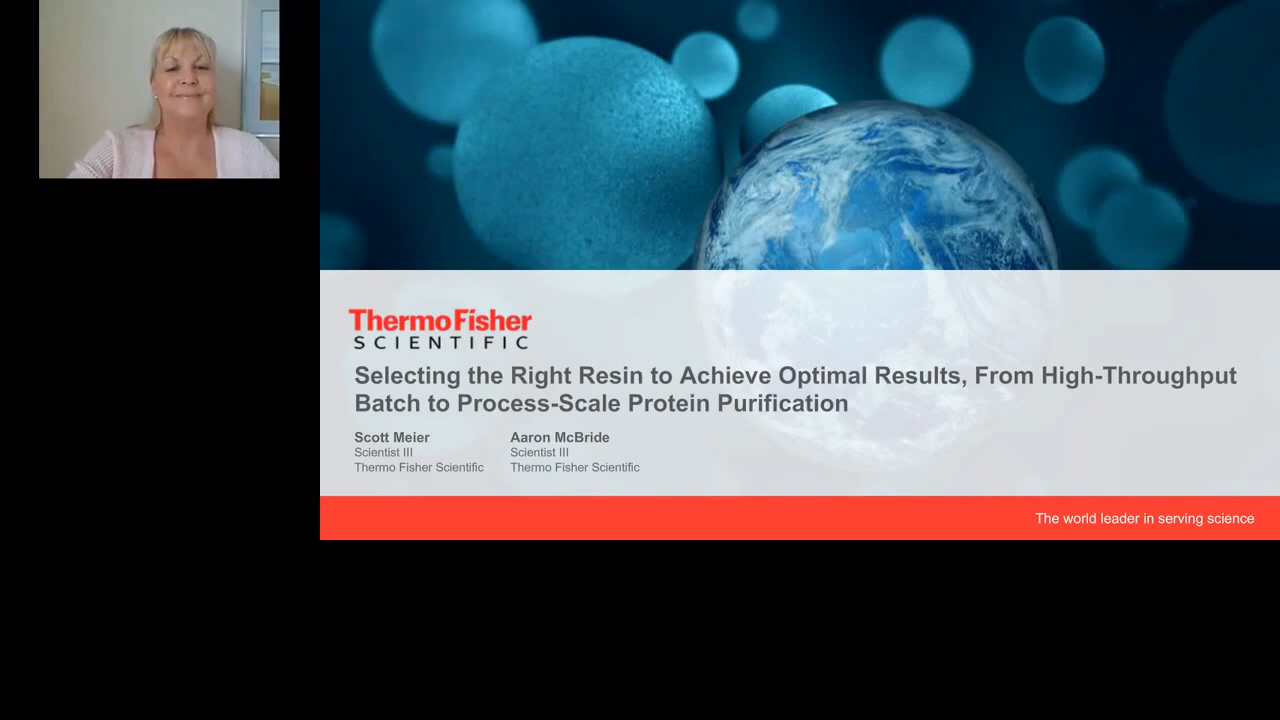 ThermoFisher
SCIENTIFIC
Selecting the Right Resin to Achieve Optimal Results, From High-Throughput
Batch to Process-Scale Protein Purification
Scott Meier
Scientist III
Thermo Fisher Scientific
Aaron McBride
Scientist III
Thermo Fisher Scientific
The world leader in serving science